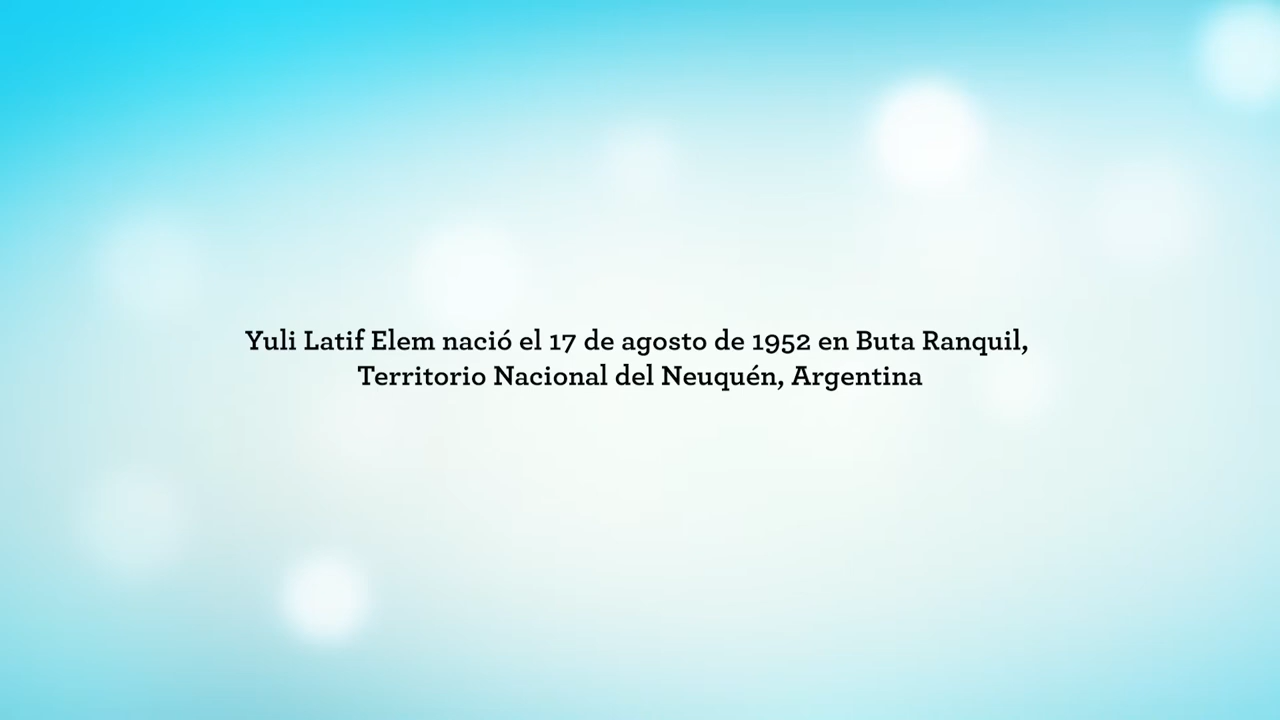 Yuli Latif Elem nació el 17 de agosto de 1952 en Buta Ranquil,
Territorio Nacional del Neuquén, Argentina